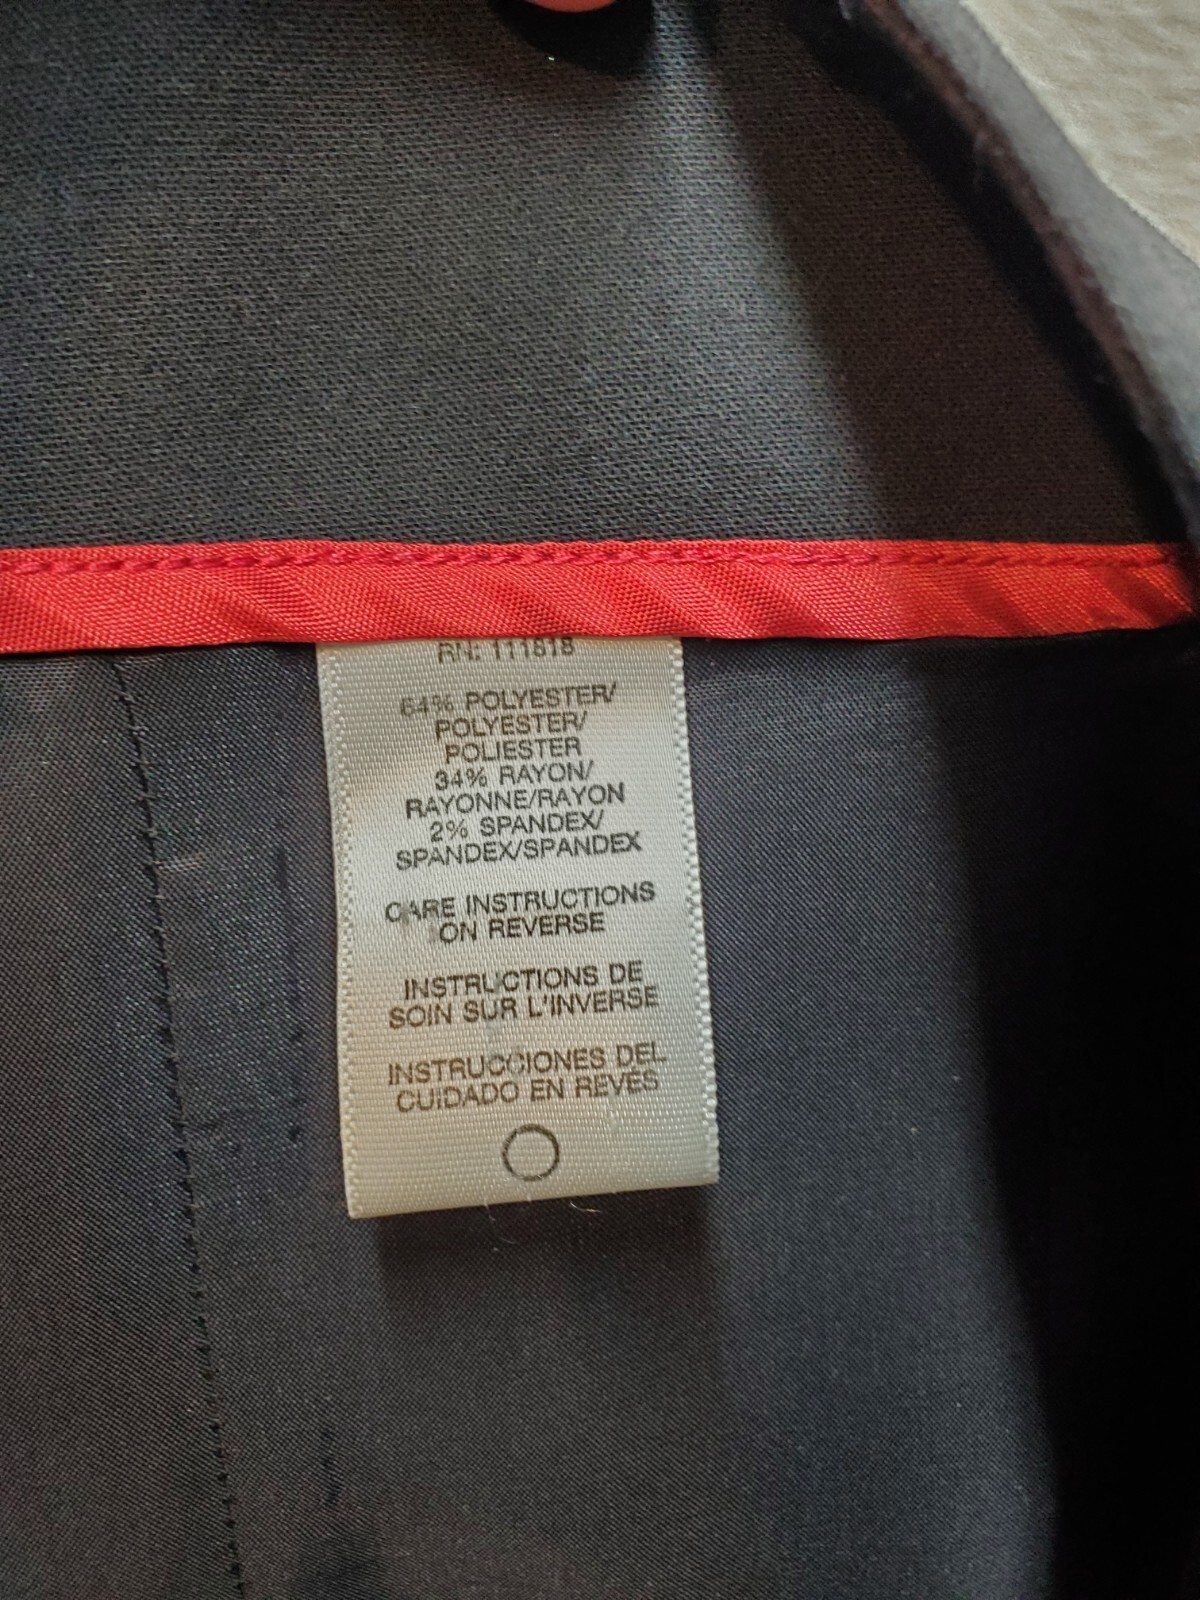 RN: 111818
64% POLYESTER/
POLYESTER/
POLIESTER
34% RAYON/
RAYONNE/RAYON
2% SPANDEX/
SPANDEX/SPANDEX
CARE INSTRUCTIONS
ON REVERSE
INSTRUCTIONS DE
SOIN SUR L'INVERSE
INSTRUCCIONES DEL
CUIDADO EN REVÉS